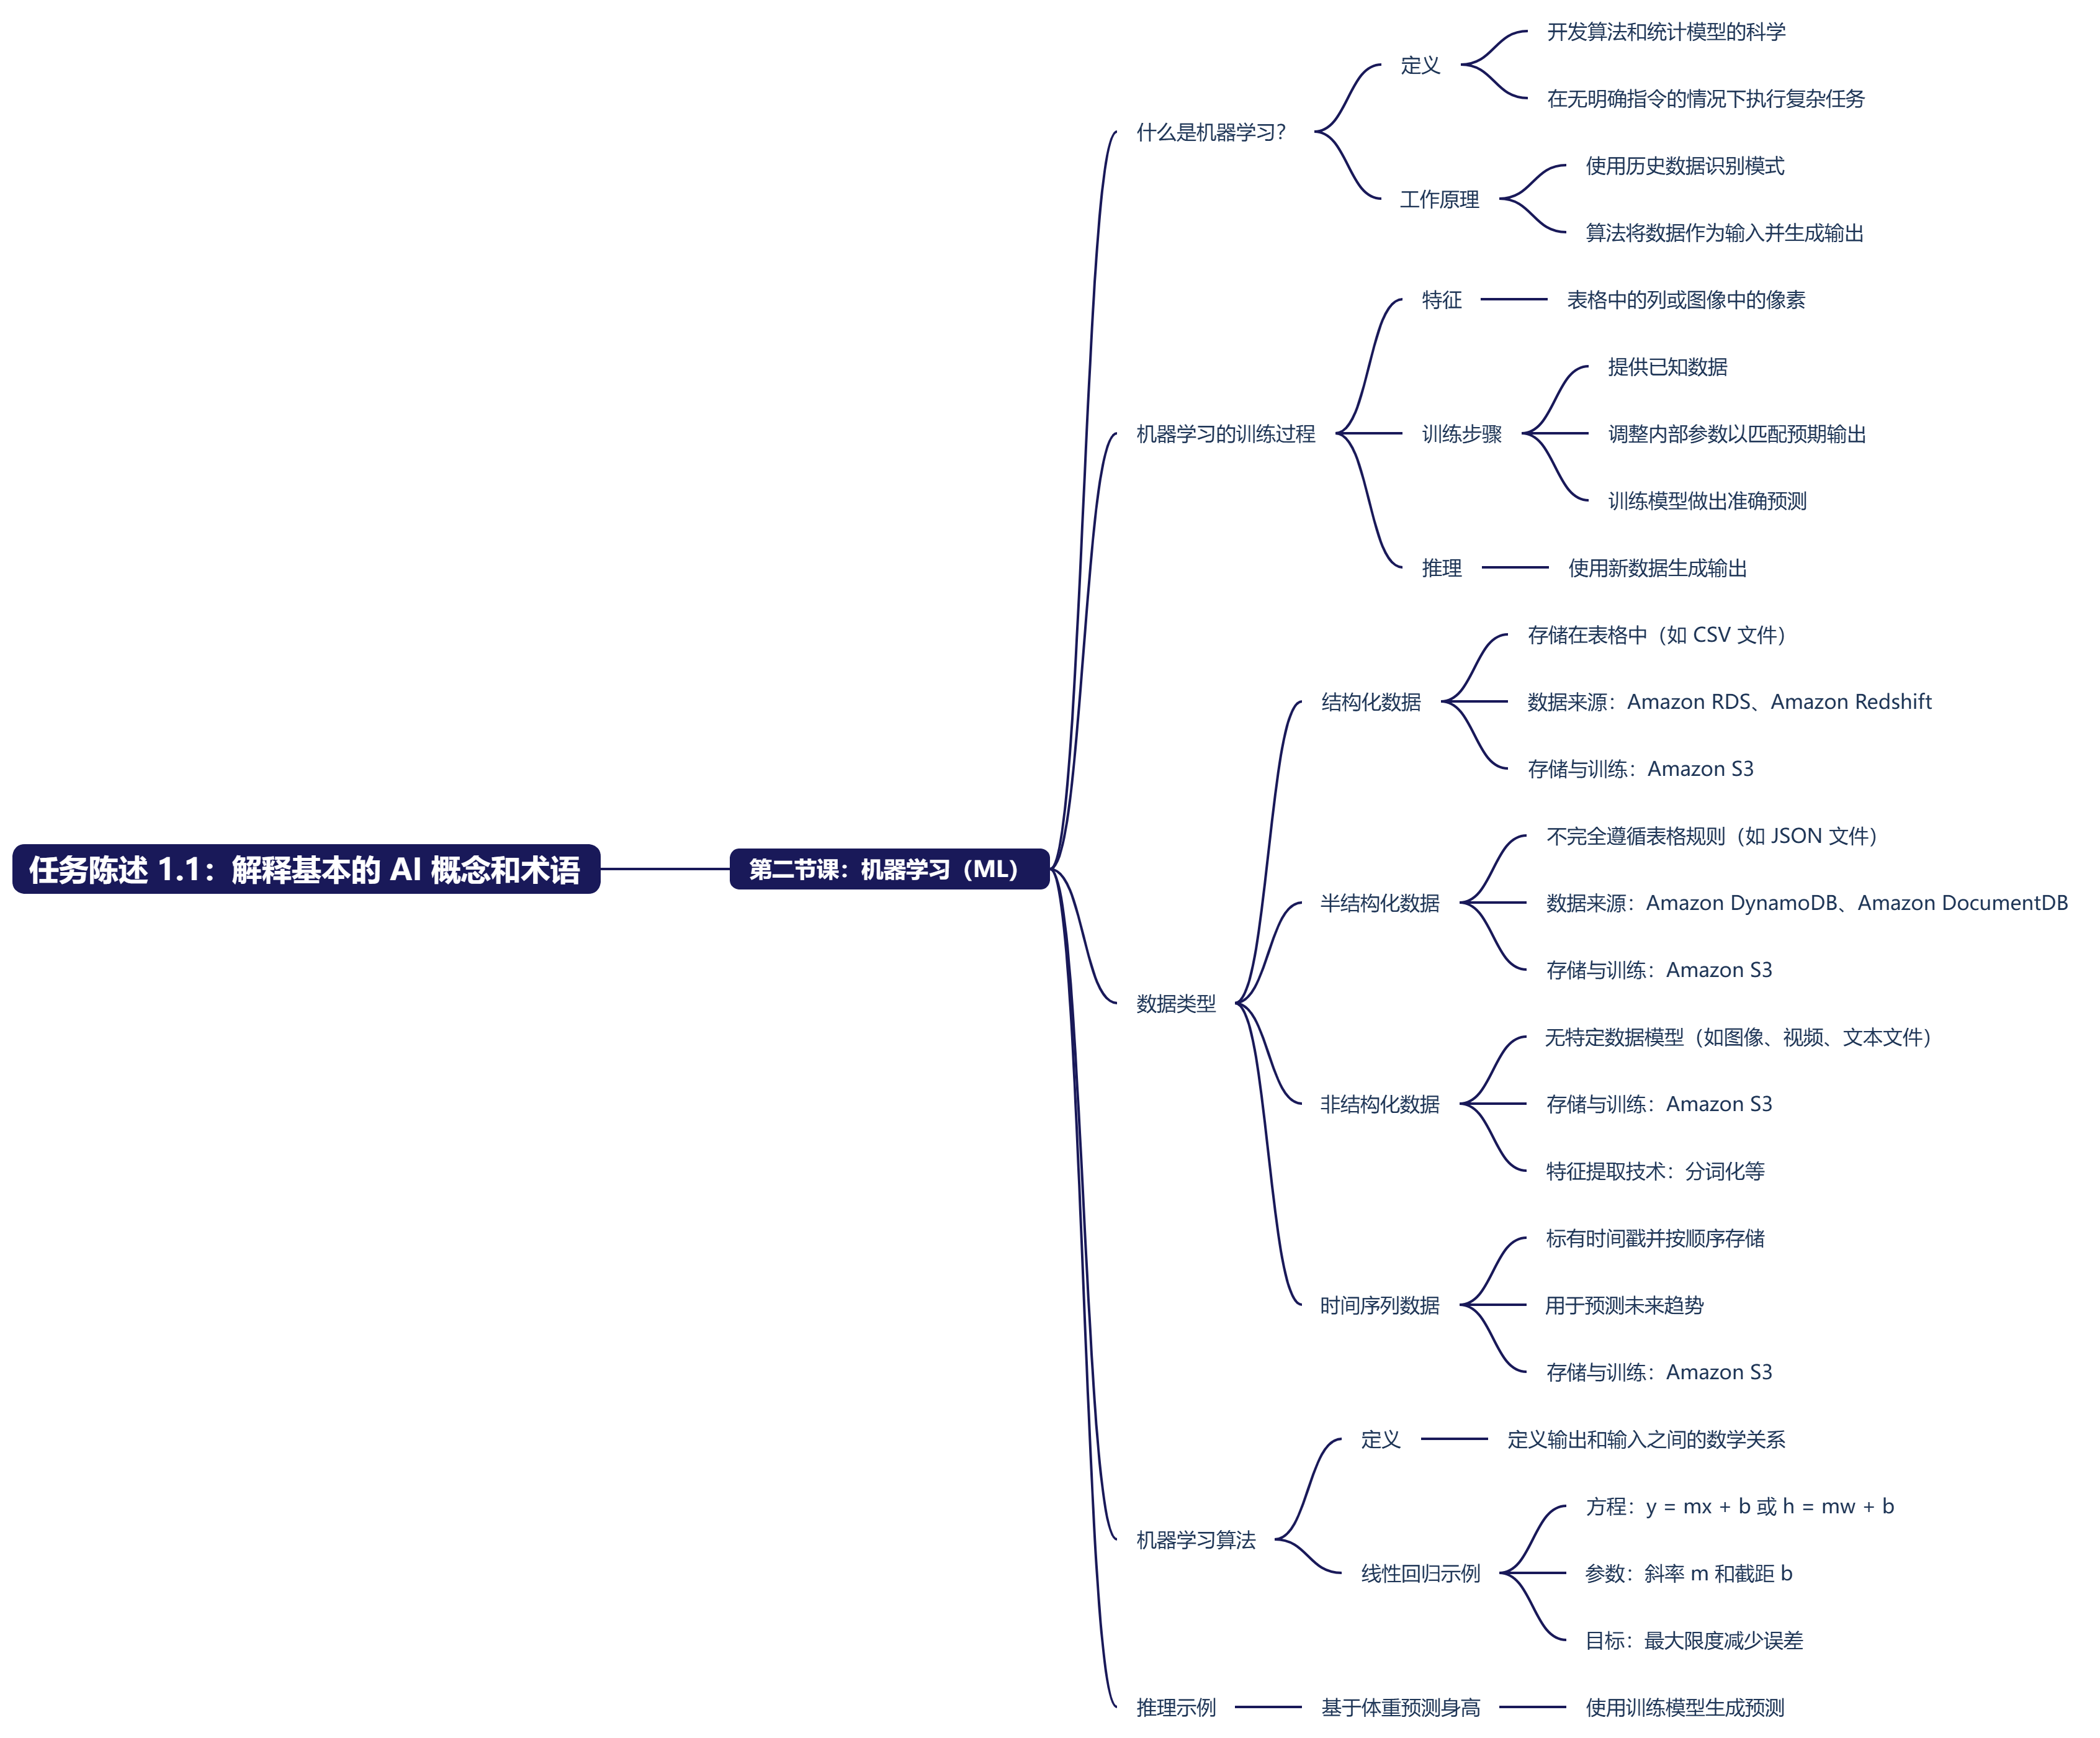 任务陈述 1.1：解释基本的 AI 概念和术语
第二节课：机器学习（ML）
什么是机器学习？
定义
开发算法和统计模型的科学
在无明确指令的情况下执行复杂任务
工作原理
使用历史数据识别模式
算法将数据作为输入并生成输出
机器学习的训练过程
特征
表格中的列或图像中的像素
训练步骤
提供已知数据
调整内部参数以匹配预期输出
训练模型做出准确预测
推理
使用新数据生成输出
数据类型
结构化数据
存储在表格中（如 CSV 文件）
数据来源：Amazon RDS、Amazon Redshift
存储与训练：Amazon S3
半结构化数据
不完全遵循表格规则（如 JSON 文件）
数据来源：Amazon DynamoDB、Amazon DocumentDB
存储与训练：Amazon S3
非结构化数据
无特定数据模型（如图像、视频、文本文件）
存储与训练：Amazon S3
特征提取技术：分词化等
时间序列数据
标有时间戳并按顺序存储
用于预测未来趋势
存储与训练：Amazon S3
机器学习算法
定义
定义输出和输入之间的数学关系
线性回归示例
方程：y = mx + b 或 h = mw + b
参数：斜率 m 和截距 b
目标：最大限度减少误差
推理示例
基于体重预测身高
使用训练模型生成预测